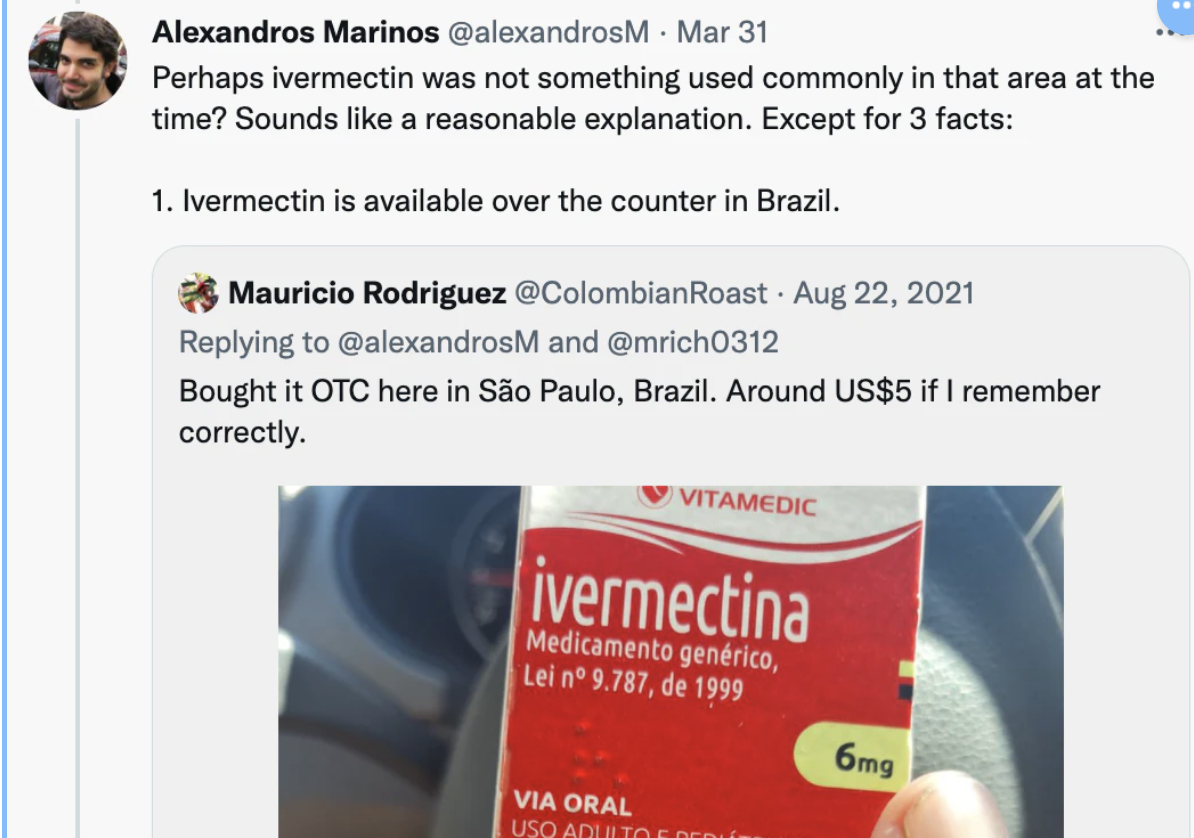 Alexandros Marinos @alexandrosM · Mar 31
Perhaps ivermectin was not something used commonly in that area at the
time? Sounds like a reasonable explanation. Except for 3 facts:
1. Ivermectin is available over the counter in Brazil.
Mauricio Rodriguez @ColombianRoast · Aug 22, 2021
Replying to @alexandrosM and @mrich0312
Bought it OTC here in São Paulo, Brazil. Around US$5 if I remember
correctly.
VITAMEDIC
ivermectina
Medicamento genérico,
Lei nº 9.787, de 1999
6mg
VIA ORAL
USO ADULTO E